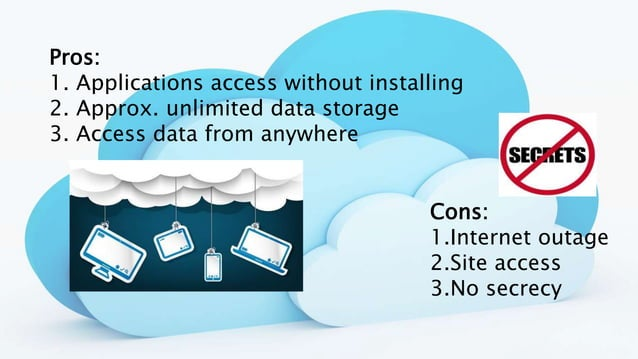 Pros:
1. Applications access without installing
2. Approx. unlimited data storage
3. Access data from anywhere
SECRETS
Cons:
1.Internet outage
2.Site access
3.No secrecy